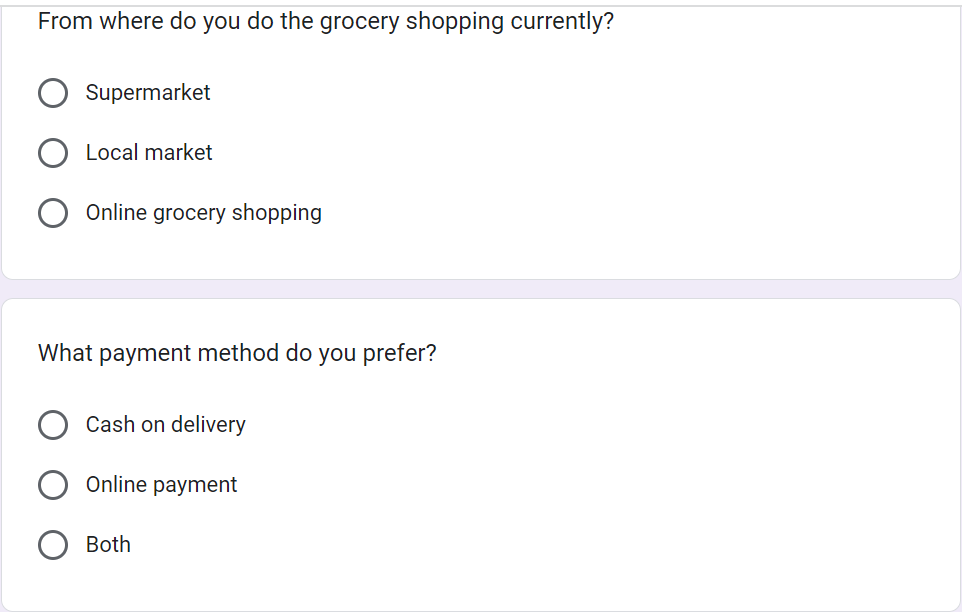 From where do you do the grocery shopping currently?
Supermarket
Local market
Online grocery shopping
What payment method do you prefer?
Cash on delivery
Online payment
Both